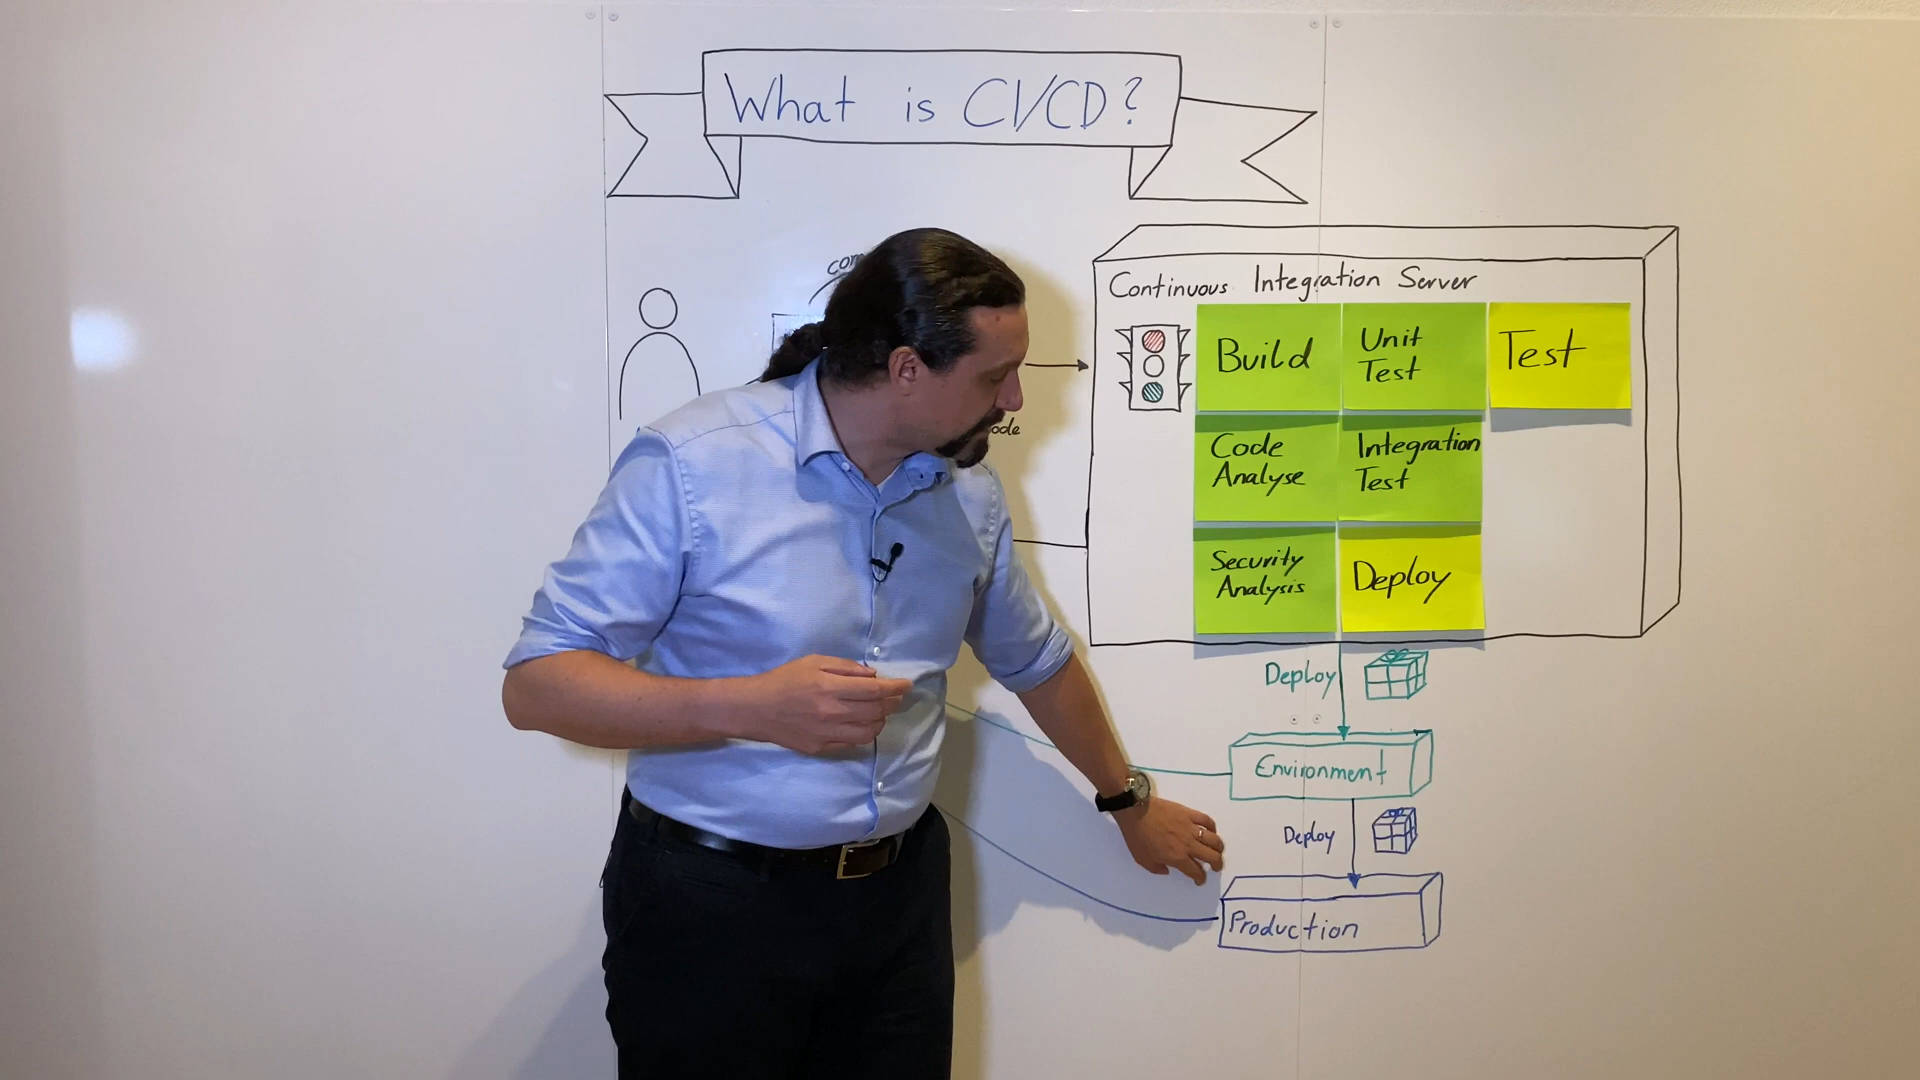 What is CI/CD?
Continuous Integration Server
Build
Unit
Test
Test
Code
Analyse
Integration
Test
Security
Analysis
Deploy
Deploy
Environment
Deploy
Production